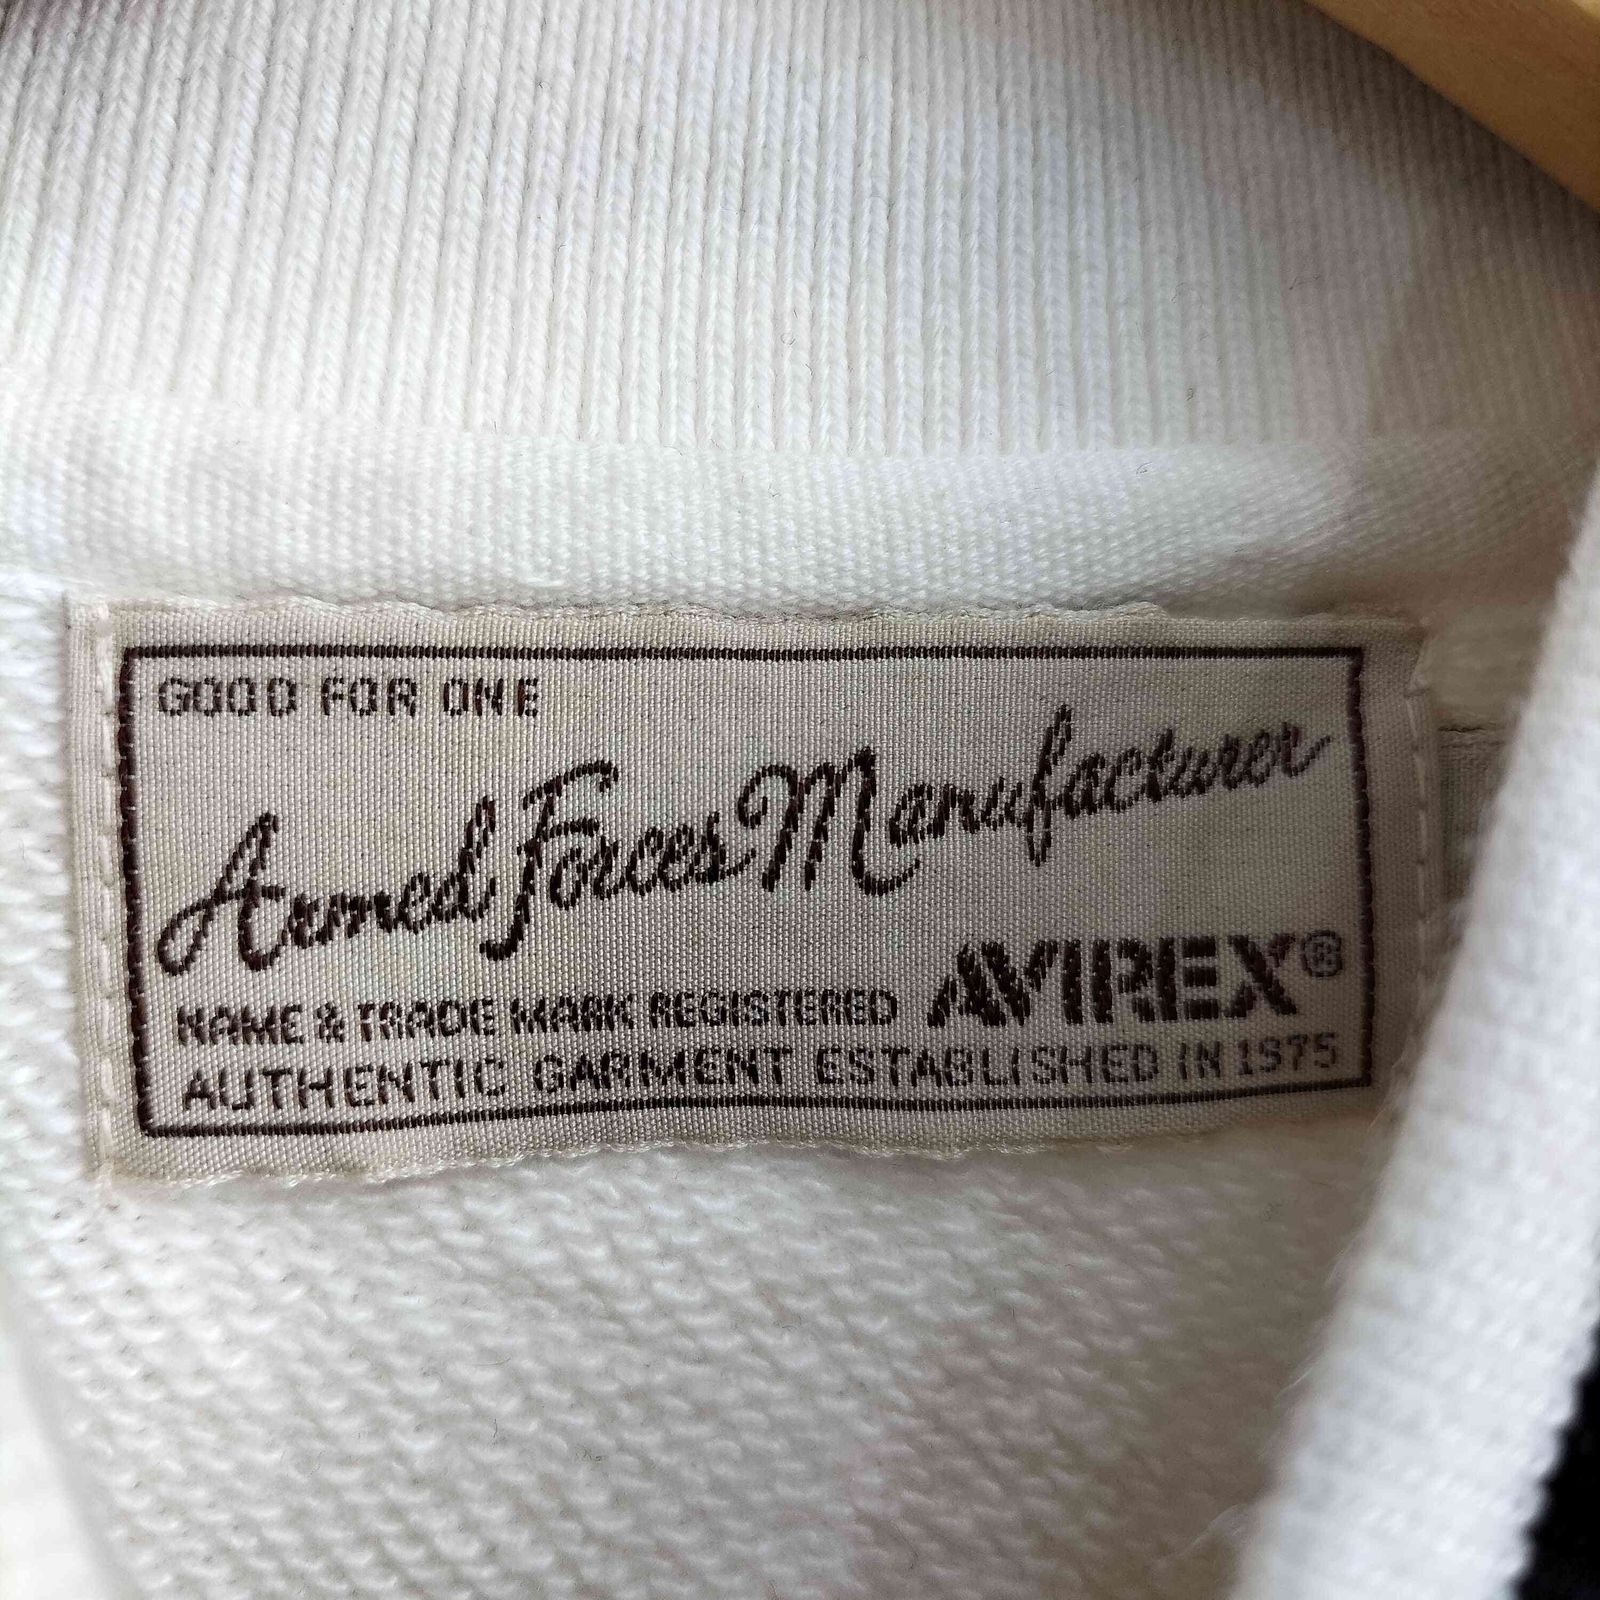 GOOD FOR ONE
Armed Forces Manufacturer
NAME & TRADE MARK REGISTERED AVIREX®
AUTHENTIC GARMENT ESTABLISHED IN 1975